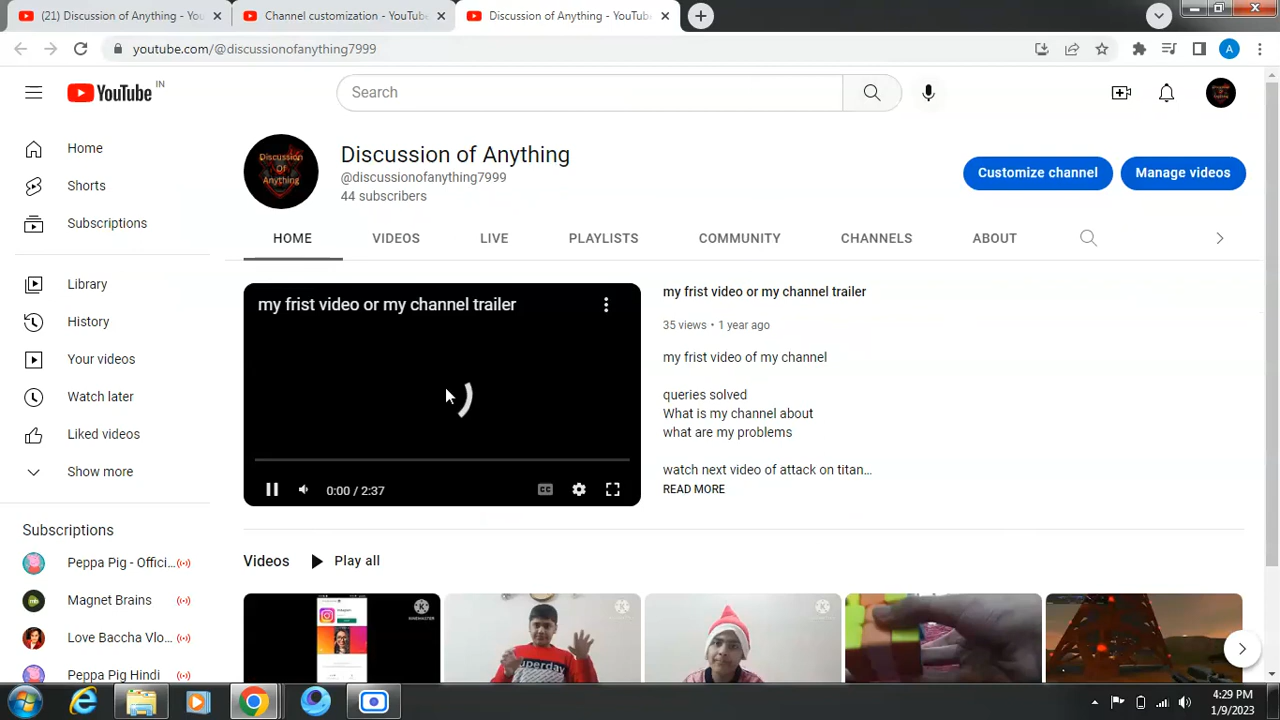 (21) Discussion of Anything - YouT
Channel customization - YouTube
Discussion of Anything - YouTube
youtube.com/@discussionofanything7999
A
YouTube IN
Search
Home
Shorts
Subscriptions
Library
History
Your videos
Watch later
Liked videos
Show more
Subscriptions
Peppa Pig - Offici...
Magnet Brains
Love Baccha Vlo...
Peppa Pig Hindi
Discussion
Of
Anything
Discussion of Anything
@discussionofanything7999
44 subscribers
Customize channel
Manage videos
HOME
VIDEOS
LIVE
PLAYLISTS
COMMUNITY
CHANNELS
ABOUT
my frist video or my channel trailer
0:00 / 2:37
CC
my frist video or my channel trailer
35 views • 1 year ago
my frist video of my channel
queries solved
What is my channel about
what are my problems
watch next video of attack on titan...
READ MORE
Videos
Play all
KINEMASTER
4:29 PM
1/9/2023